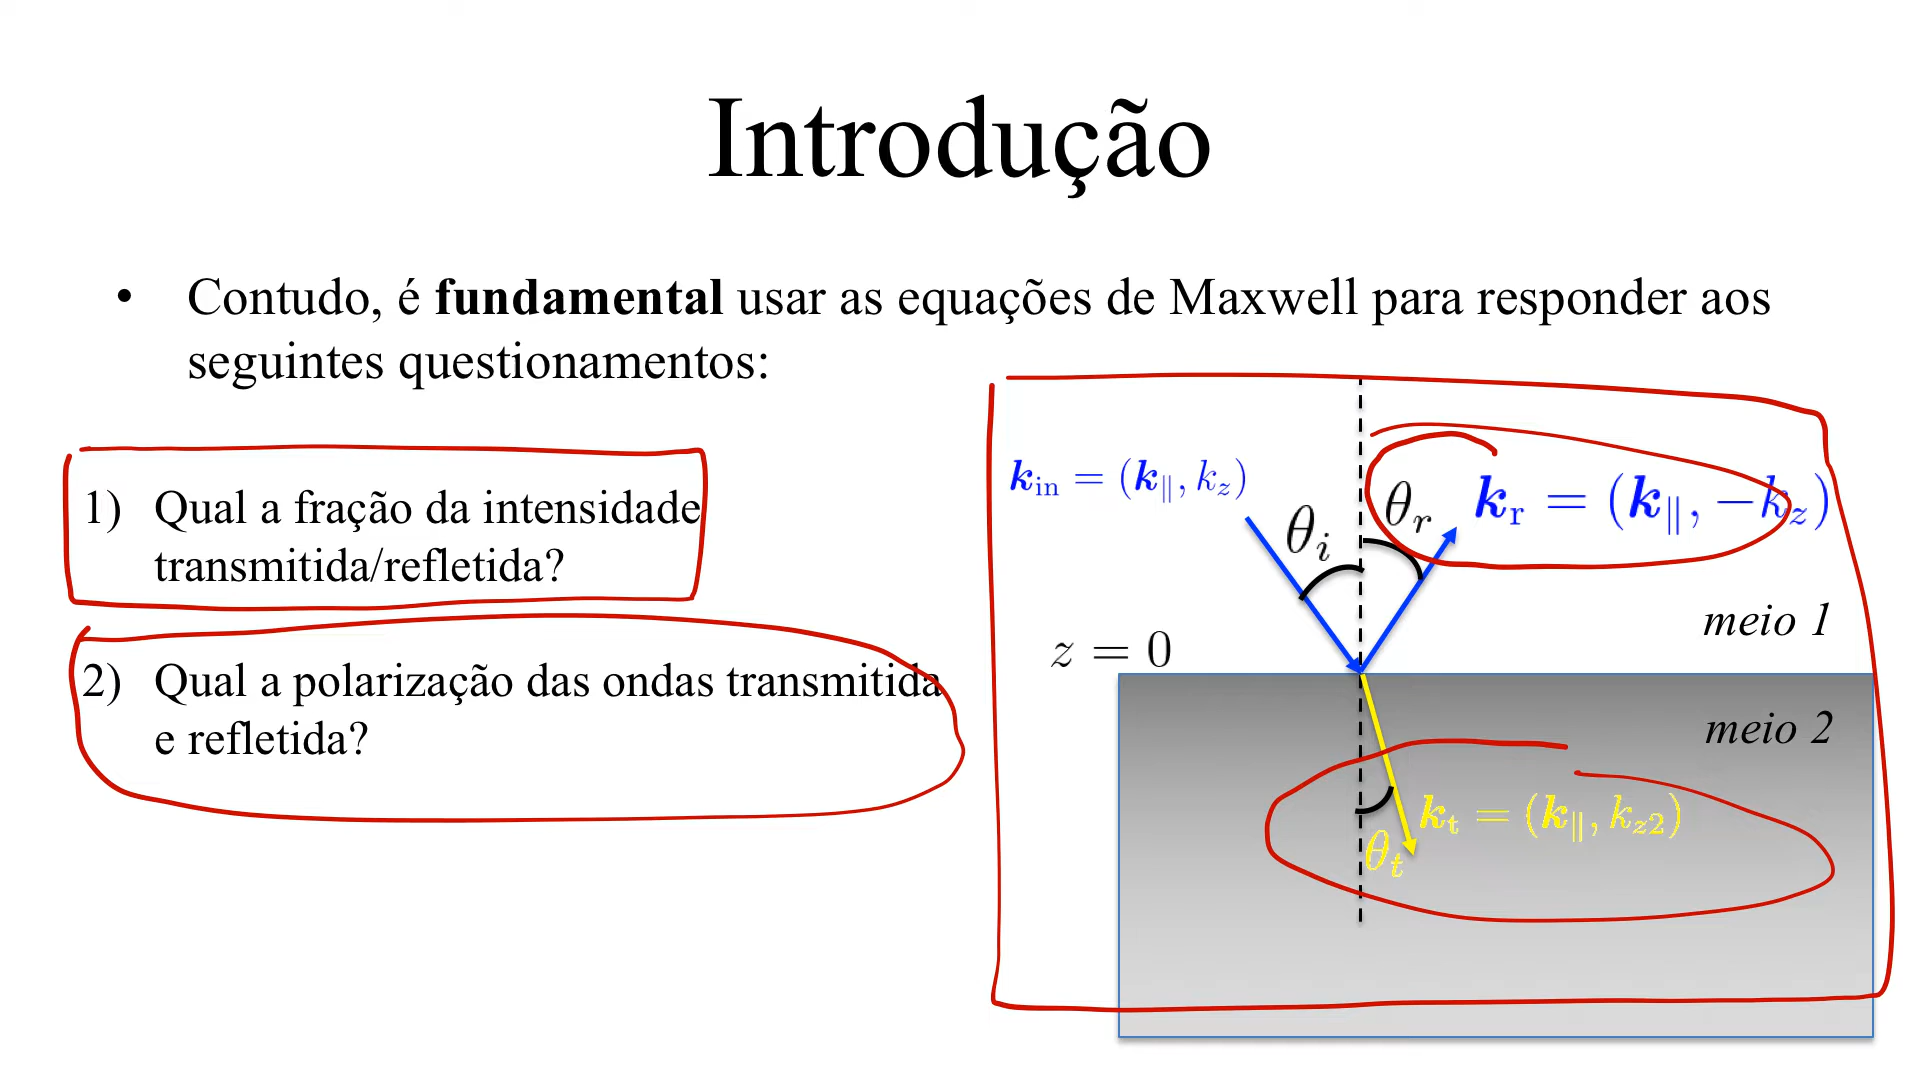 Introdução
• Contudo, é fundamental usar as equações de Maxwell para responder aos
seguintes questionamentos:
1) Qual a fração da intensidade
transmitida/refletida?
2) Qual a polarização das ondas transmitida
e refletida?
k_in = (k_∥, k_z)
θ_i
θ_r
k_r = (k_∥, −k_z)
meio 1
z = 0
meio 2
k_t = (k_∥, k_z2)
θ_t